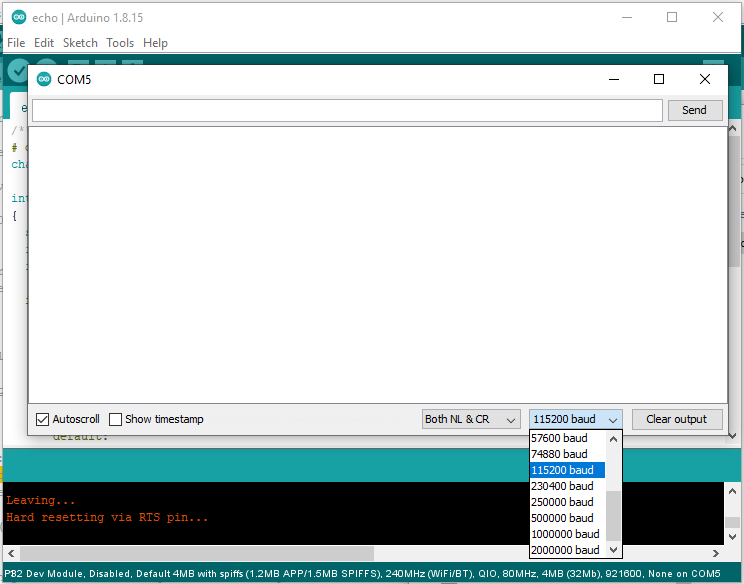 echo | Arduino 1.8.15
File Edit Sketch Tools Help
COM5
Send
/*
#
cha
int
{
Autoscroll
Show timestamp
Both NL & CR
115200 baud
Clear output
default:
57600 baud
74880 baud
115200 baud
230400 baud
250000 baud
500000 baud
1000000 baud
2000000 baud
Leaving...
Hard resetting via RTS pin...
P82 Dev Module, Disabled, Default 4MB with spiffs (1.2MB APP/1.5MB SPIFFS), 240MHz (WiFi/BT), QIO, 80MHz, 4MB (32Mb), 921600, None on COM5